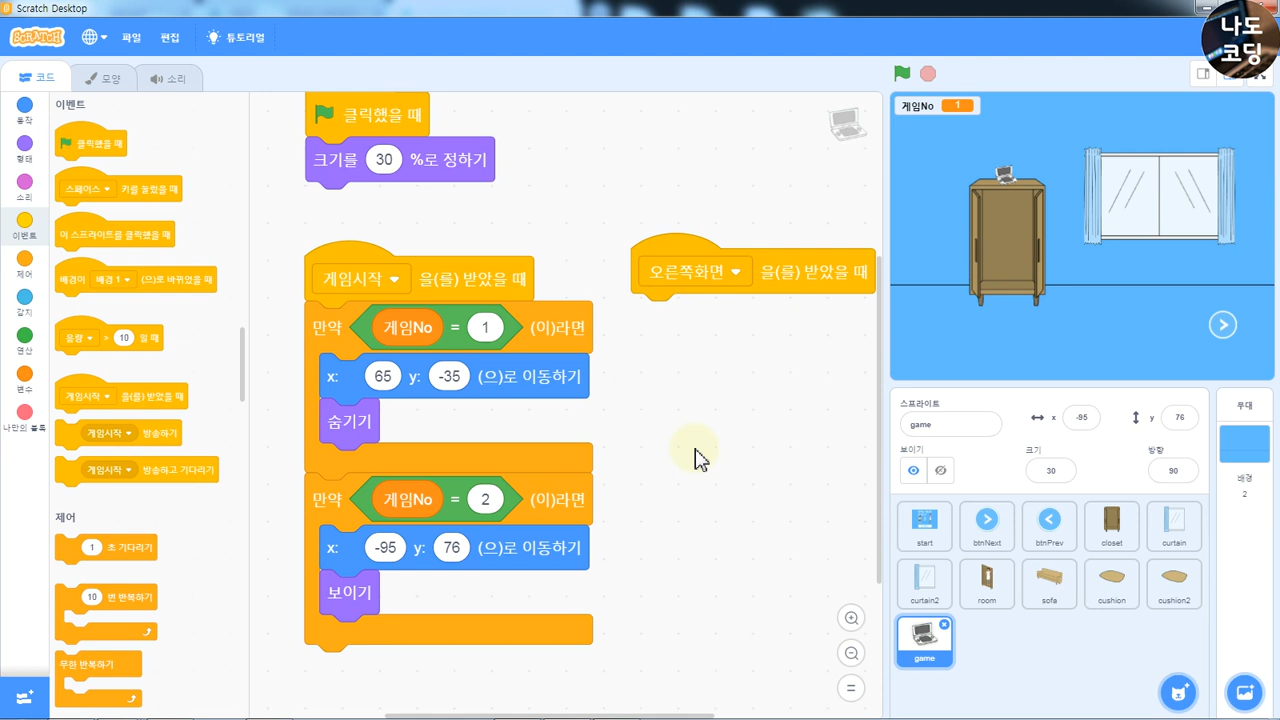 Scratch Desktop
SCRATCH
파일
편집
튜토리얼
나도
코딩
코드
모양
소리
동작
형태
소리
이벤트
제어
감지
연산
변수
나만의 블록
이벤트
클릭했을 때
스페이스 키를 눌렀을 때
이 스프라이트를 클릭했을 때
배경이 배경 1 (으)로 바뀌었을 때
음량 > 10 일 때
게임시작 을(를) 받았을 때
게임시작 방송하기
게임시작 방송하고 기다리기
제어
1 초 기다리기
10 번 반복하기
무한 반복하기
클릭했을 때
크기를 30 %로 정하기
게임시작 을(를) 받았을 때
만약 게임No = 1 (이)라면
x: 65 y: -35 (으)로 이동하기
숨기기
만약 게임No = 2 (이)라면
x: -95 y: 76 (으)로 이동하기
보이기
오른쪽화면 을(를) 받았을 때
게임No 1
스프라이트
game
x -95
y 76
보이기
크기
30
방향
90
start
btnNext
btnPrev
closet
curtain
curtain2
room
sofa
cushion
cushion2
game
무대
배경
2